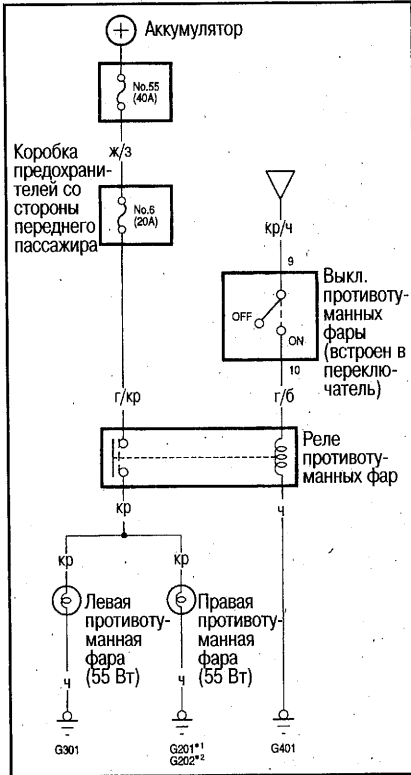 Аккумулятор
No.55
(40А)
Ж/З
Коробка
предохрани-
телей со
стороны
переднего
пассажира
No.6
(20А)
кр/ч
9
Выкл.
противоту-
манных
фары
(встроен в
переклю-
чатель)
OFF
ON
10
г/кр
г/б
Реле
противоту-
манных фар
кр
ч
кр
кр
Левая
противоту-
манная
фара
(55 Вт)
Правая
противоту-
манная
фара
(55 Вт)
ч
ч
G301
G201*1
G202*2
G401